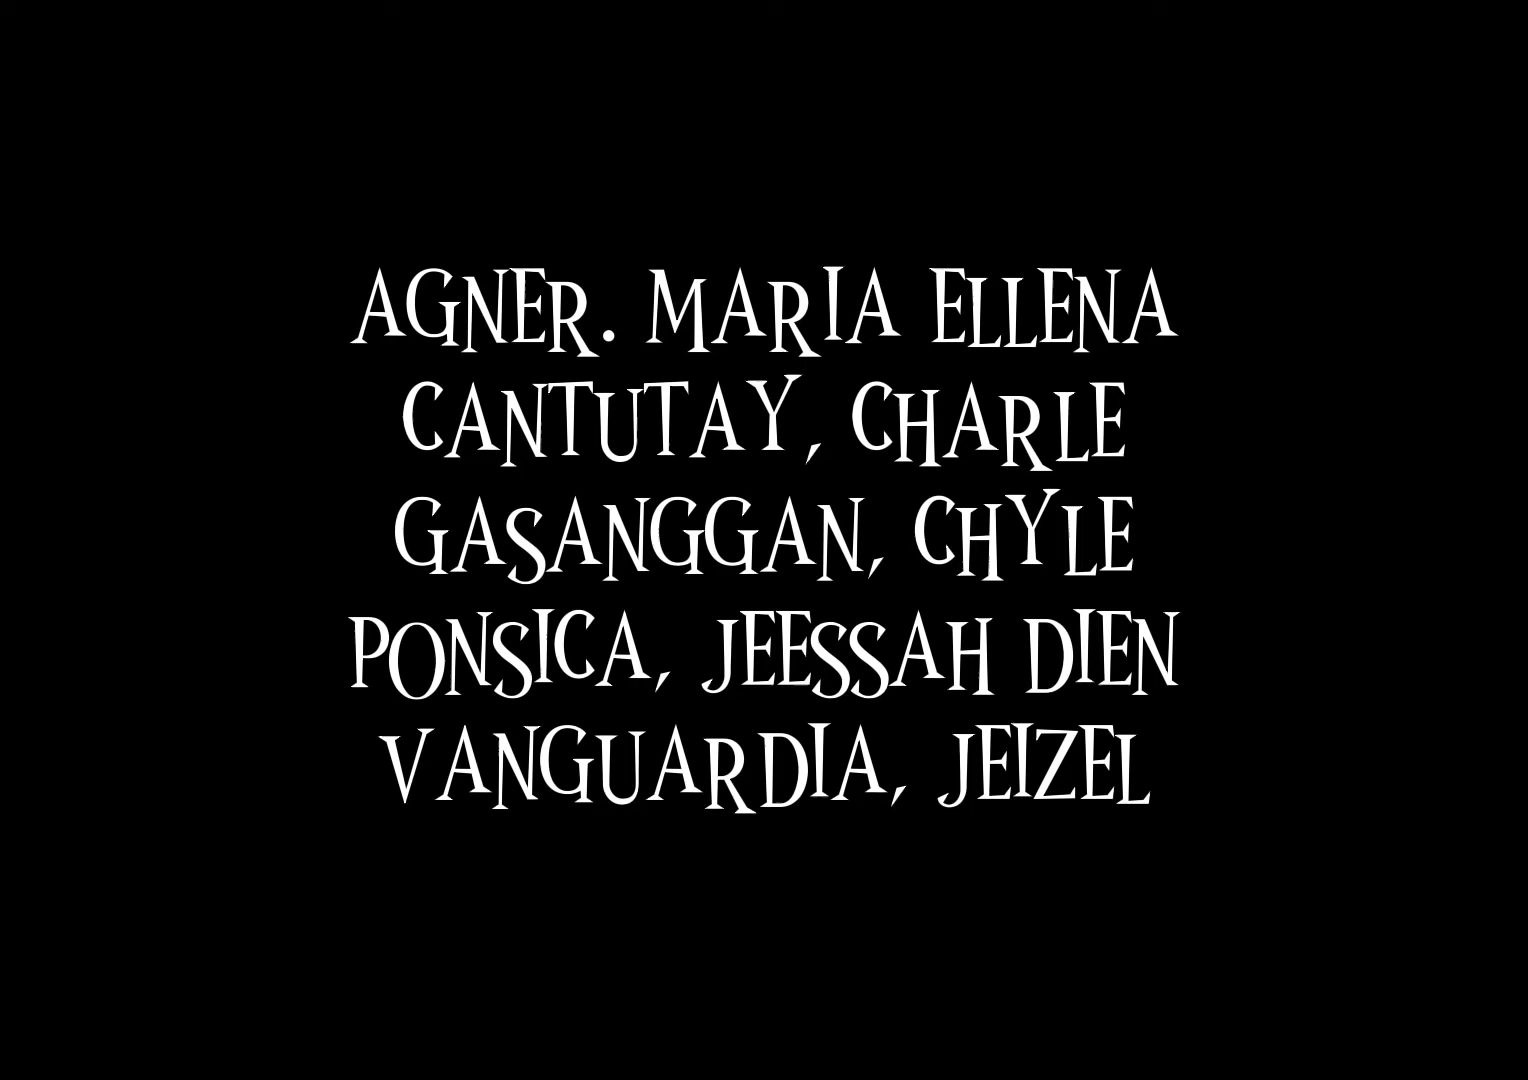 AGNER. MARIA ELLENA
CANTUTAY, CHARLE
GASANGGAN, CHYLE
PONSICA, JEESSAH DIEN
VANGUARDIA, JEIZEL